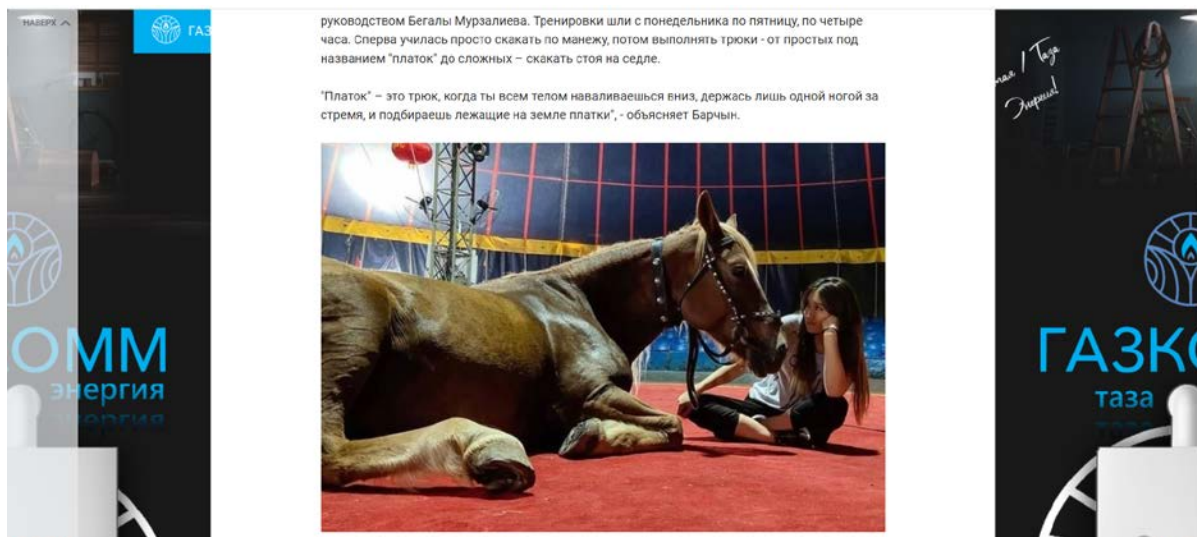 НАВЕРХ
ГАЗ
руководством Бегалы Мурзалиева. Тренировки шли с понедельника по пятницу, по четыре
часа. Сперва училась просто скакать по манежу, потом выполнять трюки - от простых под
названием "платок" до сложных – скакать стоя на седле.
"Платок" – это трюк, когда ты всем телом наваливаешься вниз, держась лишь одной ногой за
стремя, и подбираешь лежащие на земле платки", - объясняет Барчын.
/ Таза
Энергия!
ОММ
энергия
ГАЗКО
таза